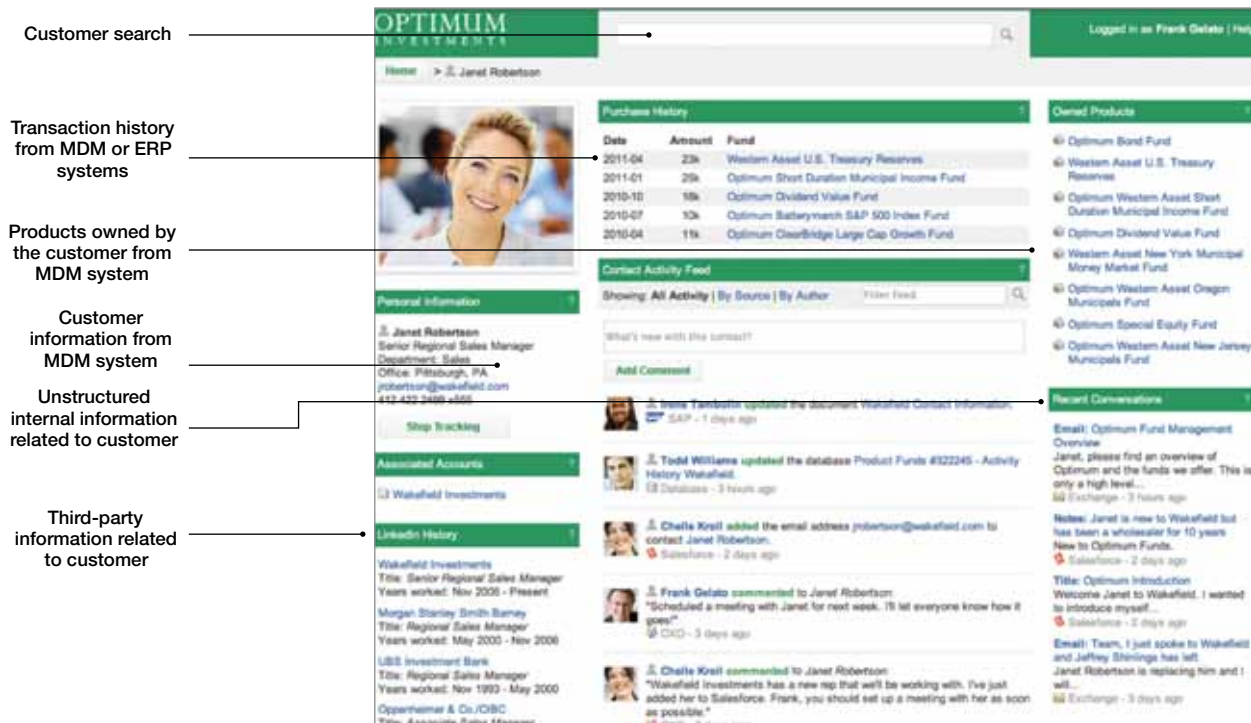 Customer search
Transaction history
from MDM or ERP
systems
Products owned by
the customer from
MDM system
Customer
information from
MDM system
Unstructured
internal information
related to customer
Third-party
information related
to customer
OPTIMUM
INVESTMENTS
Logged in as Frank Gelato | Help
Home > Janet Robertson
Personal Information ?
Janet Robertson
Senior Regional Sales Manager
Department: Sales
Office: Pittsburgh, PA
jrobertson@wakefield.com
Stop Tracking
Associated Accounts ?
Wakefield Investments
LinkedIn History ?
Wakefield Investments
Title: Senior Regional Sales Manager
Years worked: Nov 2006 - Present
Morgan Stanley Smith Barney
Title: Regional Sales Manager
Years worked: May 2000 - Nov 2006
UBS Investment Bank
Title: Regional Sales Manager
Years worked: Nov 1993 - May 2000
Oppenheimer & Co./CIBC
Title: Associate Sales Manager
Purchase History ?
Date Amount Fund
2011-04 23k Western Asset U.S. Treasury Reserves
2011-01 Optimum Short Duration Municipal Income Fund
2010-10 Optimum Dividend Value Fund
2010-07 10k Optimum Batterymarch S&P 500 Index Fund
2010-04 11k Optimum ClearBridge Large Cap Growth Fund
Contact Activity Feed ?
Showing: All Activity | By Source | By Author Filter Feed
What's new with this contact?
Add Comment
Irene Tambolin updated the document Wakefield Contact Information.
SAP - 1 days ago
Todd Williams updated the database Product Funds #322245 - Activity
History Wakefield.
Database - 3 hours ago
Chelle Kroll added the email address jrobertson@wakefield.com to
contact Janet Robertson.
Salesforce - 2 days ago
Frank Gelato commented to Janet Robertson
"Scheduled a meeting with Janet for next week. I'll let everyone know how it
goes!"
- 3 days ago
Chelle Kroll commented to Janet Robertson
"Wakefield Investments has a new rep that we'll be working with. I've just
added her to Salesforce. Frank, you should set up a meeting with her as soon
as possible."
Owned Products ?
Optimum Bond Fund
Western Asset U.S. Treasury
Reserves
Optimum Western Asset Short
Duration Municipal Income Fund
Optimum Dividend Value Fund
Western Asset New York Municipal
Money Market Fund
Optimum Western Asset Oregon
Municipals Fund
Optimum Special Equity Fund
Optimum Western Asset New Jersey
Municipals Fund
Recent Conversations ?
Email: Optimum Fund Management
Overview
Janet, please find an overview of
Optimum and the funds we offer. This is
only a high level...
Exchange - 3 hours ago
Notes: Janet is new to Wakefield but
has been a wholesaler for 10 years
New to Optimum Funds.
Salesforce - 2 days ago
Title: Optimum Introduction
Welcome Janet to Wakefield. I wanted
to introduce myself...
Salesforce - 2 days ago
Email: Team, I just spoke to Wakefield
and Jeffrey has left
Janet Robertson is replacing him and I
will...
Exchange - 3 days ago